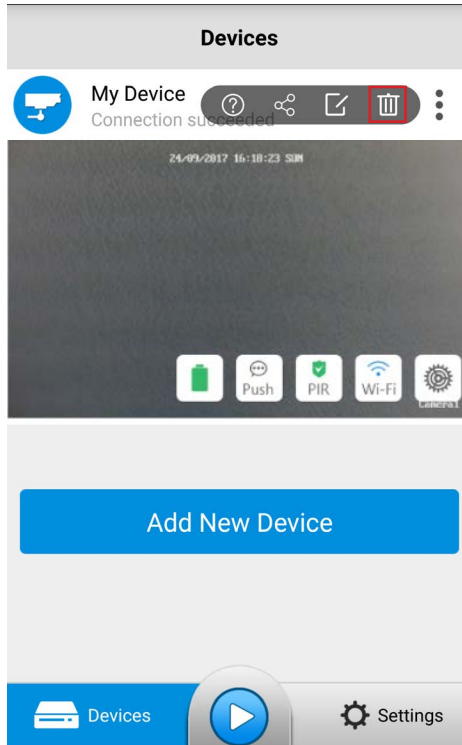 Devices
My Device
Connection succeeded
24/09/2017 16:18:23 SUN
Push
PIR
Wi-Fi
Camera1
Add New Device
Devices
Settings